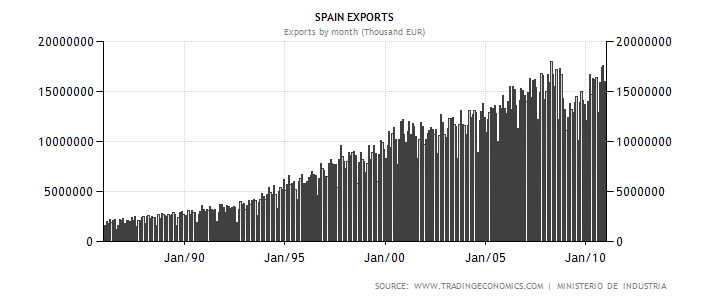 SPAIN EXPORTS
Exports by month (Thousand EUR)
20000000 20000000
15000000 15000000
10000000 10000000
5000000 5000000
0 0
Jan/90 Jan/95 Jan/00 Jan/05 Jan/10
SOURCE: WWW.TRADINGECONOMICS.COM | MINISTERIO DE INDUSTRIA